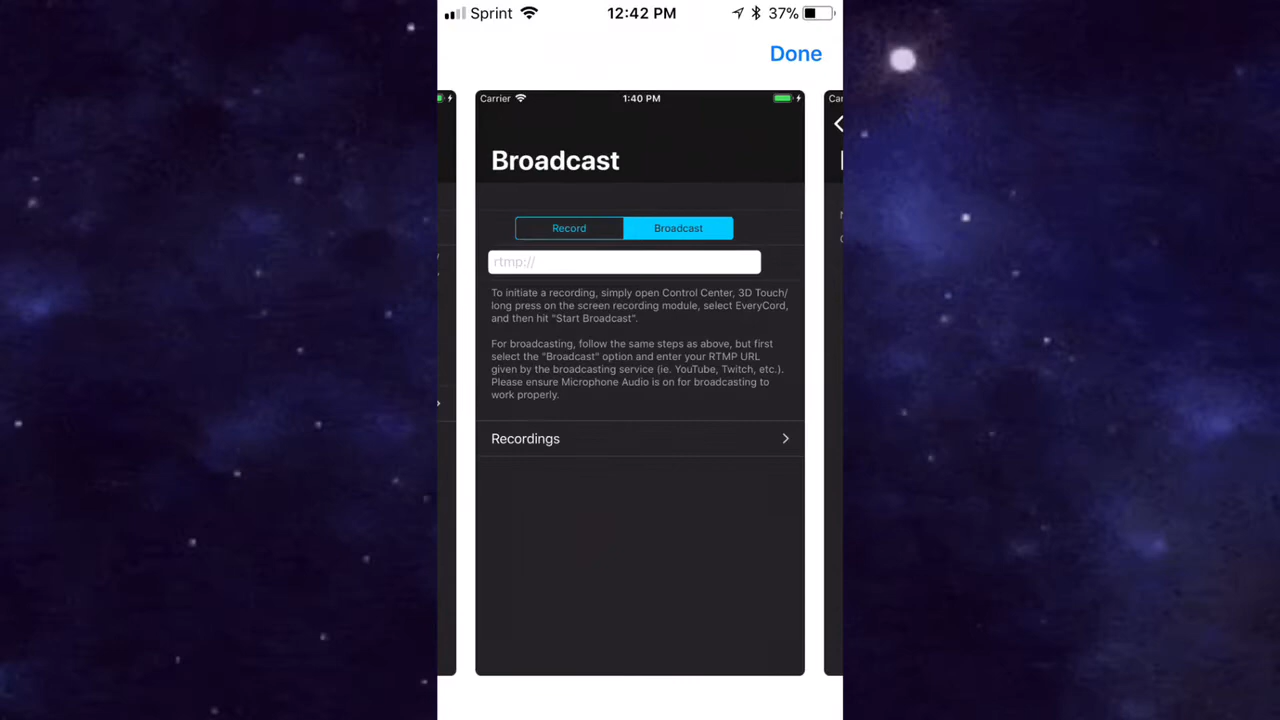 Sprint 12:42 PM 37%
Done
Carrier 1:40 PM
Broadcast
Record Broadcast
rtmp://
To initiate a recording, simply open Control Center, 3D Touch/
long press on the screen recording module, select EveryCord,
and then hit "Start Broadcast".
For broadcasting, follow the same steps as above, but first
select the "Broadcast" option and enter your RTMP URL
given by the broadcasting service (ie. YouTube, Twitch, etc.).
Please ensure Microphone Audio is on for broadcasting to
work properly.
Recordings